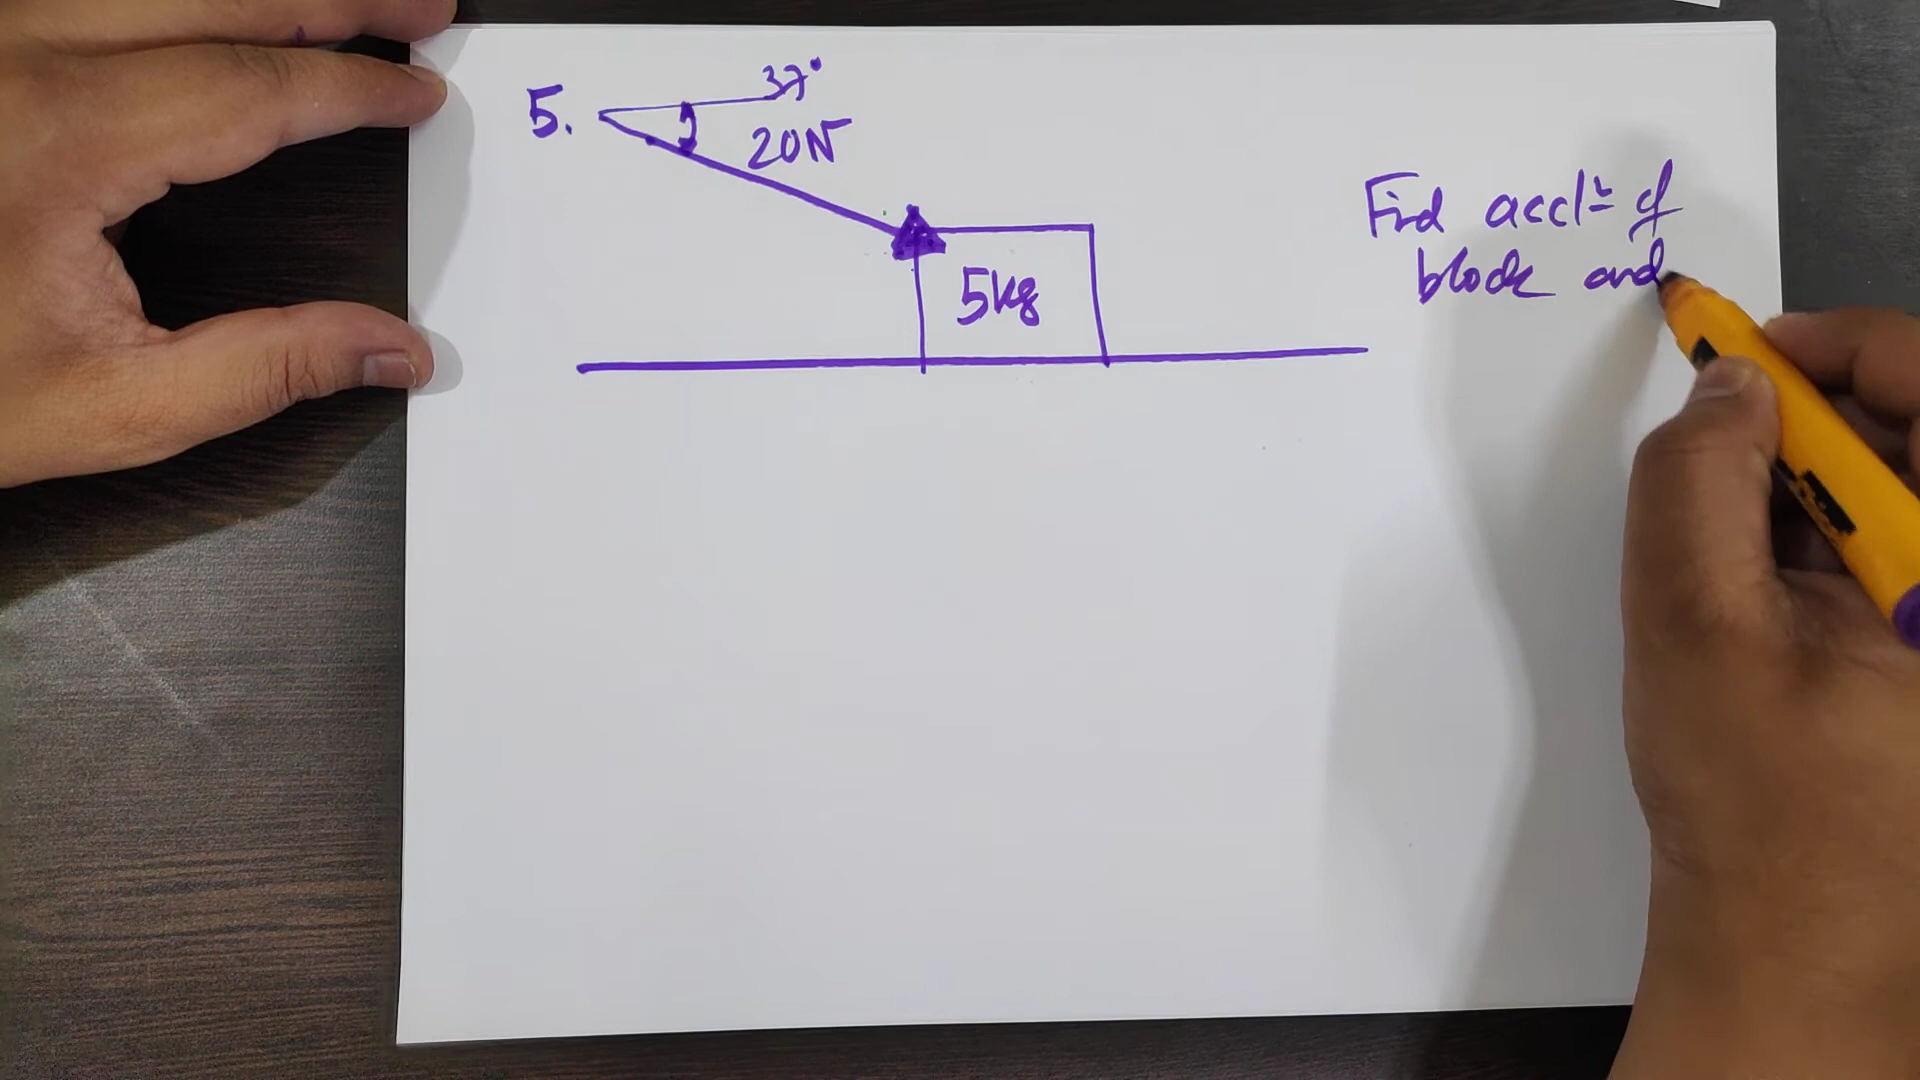 5.
37°
20N
5kg
Find accl⁻ⁿ of
block and